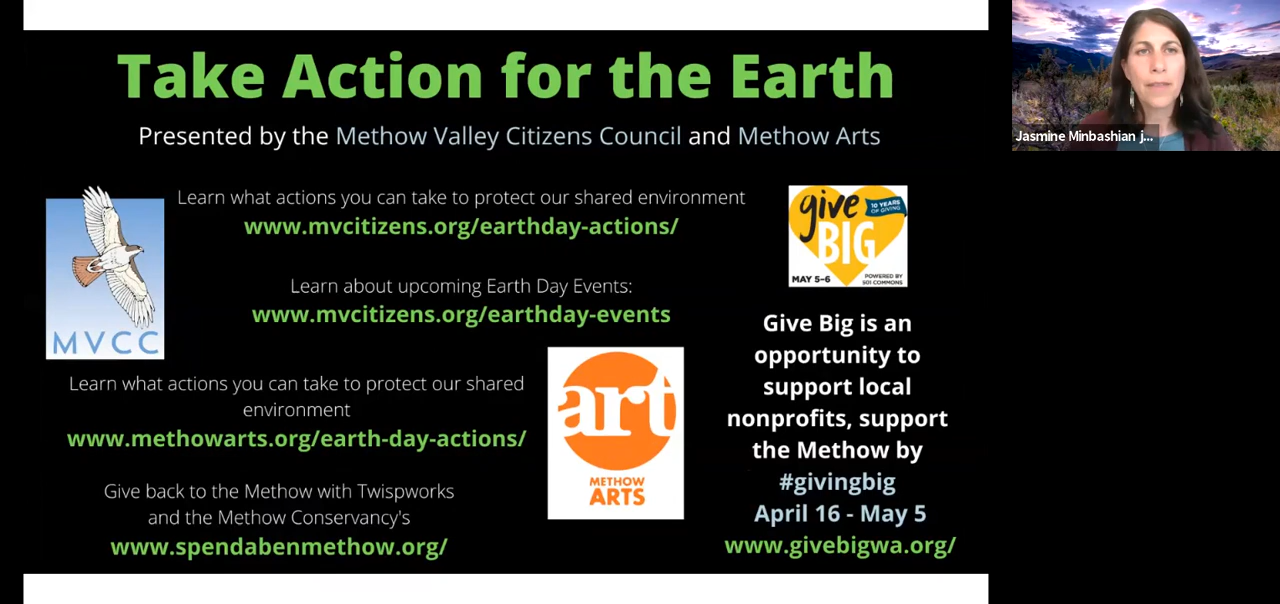 Take Action for the Earth
Presented by the Methow Valley Citizens Council and Methow Arts
Learn what actions you can take to protect our shared environment
www.mvcitizens.org/earthday-actions/
Learn about upcoming Earth Day Events:
www.mvcitizens.org/earthday-events
MVCC
Learn what actions you can take to protect our shared
environment
www.methowarts.org/earth-day-actions/
Give back to the Methow with Twispworks
and the Methow Conservancy's
www.spendabenmethow.org/
art
METHOW
ARTS
give
10 YEARS
OF GIVING
BIG
MAY 5-6
POWERED BY
501 COMMONS
Give Big is an
opportunity to
support local
nonprofits, support
the Methow by
#givingbig
April 16 - May 5
www.givebigwa.org/
Jasmine Minbashian j...